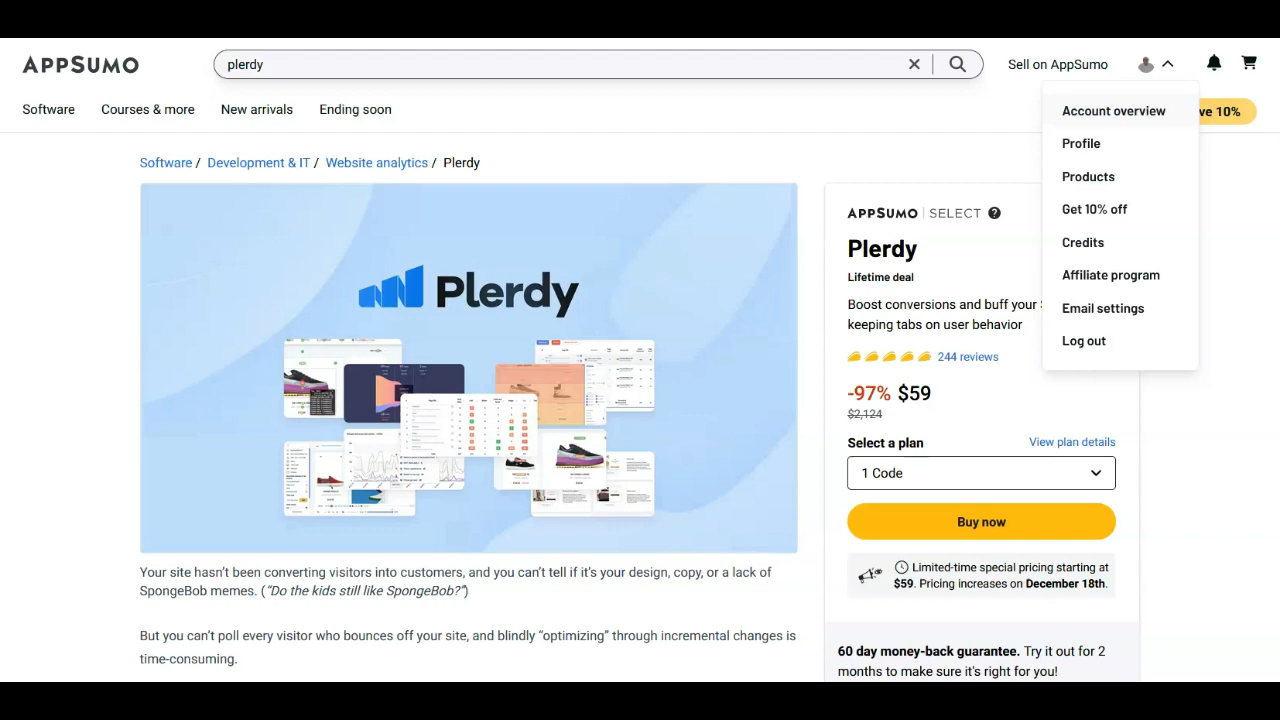 APPSUMO
plerdy
Sell on AppSumo
Software
Courses & more
New arrivals
Ending soon
ve 10%
Account overview
Profile
Products
Get 10% off
Credits
Affiliate program
Email settings
Log out
Software / Development & IT / Website analytics / Plerdy
Plerdy
APPSUMO | SELECT ?
Plerdy
Lifetime deal
Boost conversions and buff your
keeping tabs on user behavior
244 reviews
-97% $59
$2,124
Select a plan
View plan details
1 Code
Buy now
Limited-time special pricing starting at
$59. Pricing increases on December 18th.
60 day money-back guarantee. Try it out for 2
months to make sure it's right for you!
Your site hasn’t been converting visitors into customers, and you can’t tell if it’s your design, copy, or a lack of
SpongeBob memes. (“Do the kids still like SpongeBob?”)
But you can’t poll every visitor who bounces off your site, and blindly “optimizing” through incremental changes is
time-consuming.